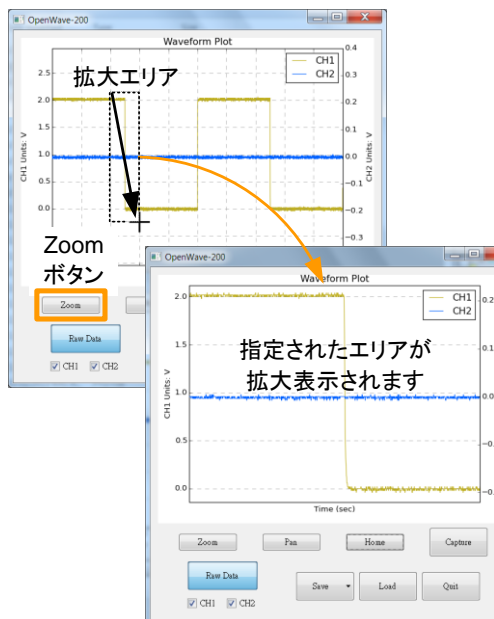 OpenWave-200
Waveform Plot
拡大エリア
CH1
CH2
2.5
2.0
1.5
1.0
0.5
0.0
CH1 Units: V
0.4
0.3
0.2
0.1
0.0
−0.1
−0.2
−0.3
CH2 Units: V
Zoom
ボタン
Zoom
Raw Data
CH1 CH2
OpenWave-200
Waveform Plot
CH1
CH2
2.0
1.5
1.0
0.5
0.0
CH1 Units: V
0.2
0.0
指定されたエリアが
拡大表示されます
Time (sec)
Zoom Pan Home Capture
Raw Data Save Load Quit
CH1 CH2